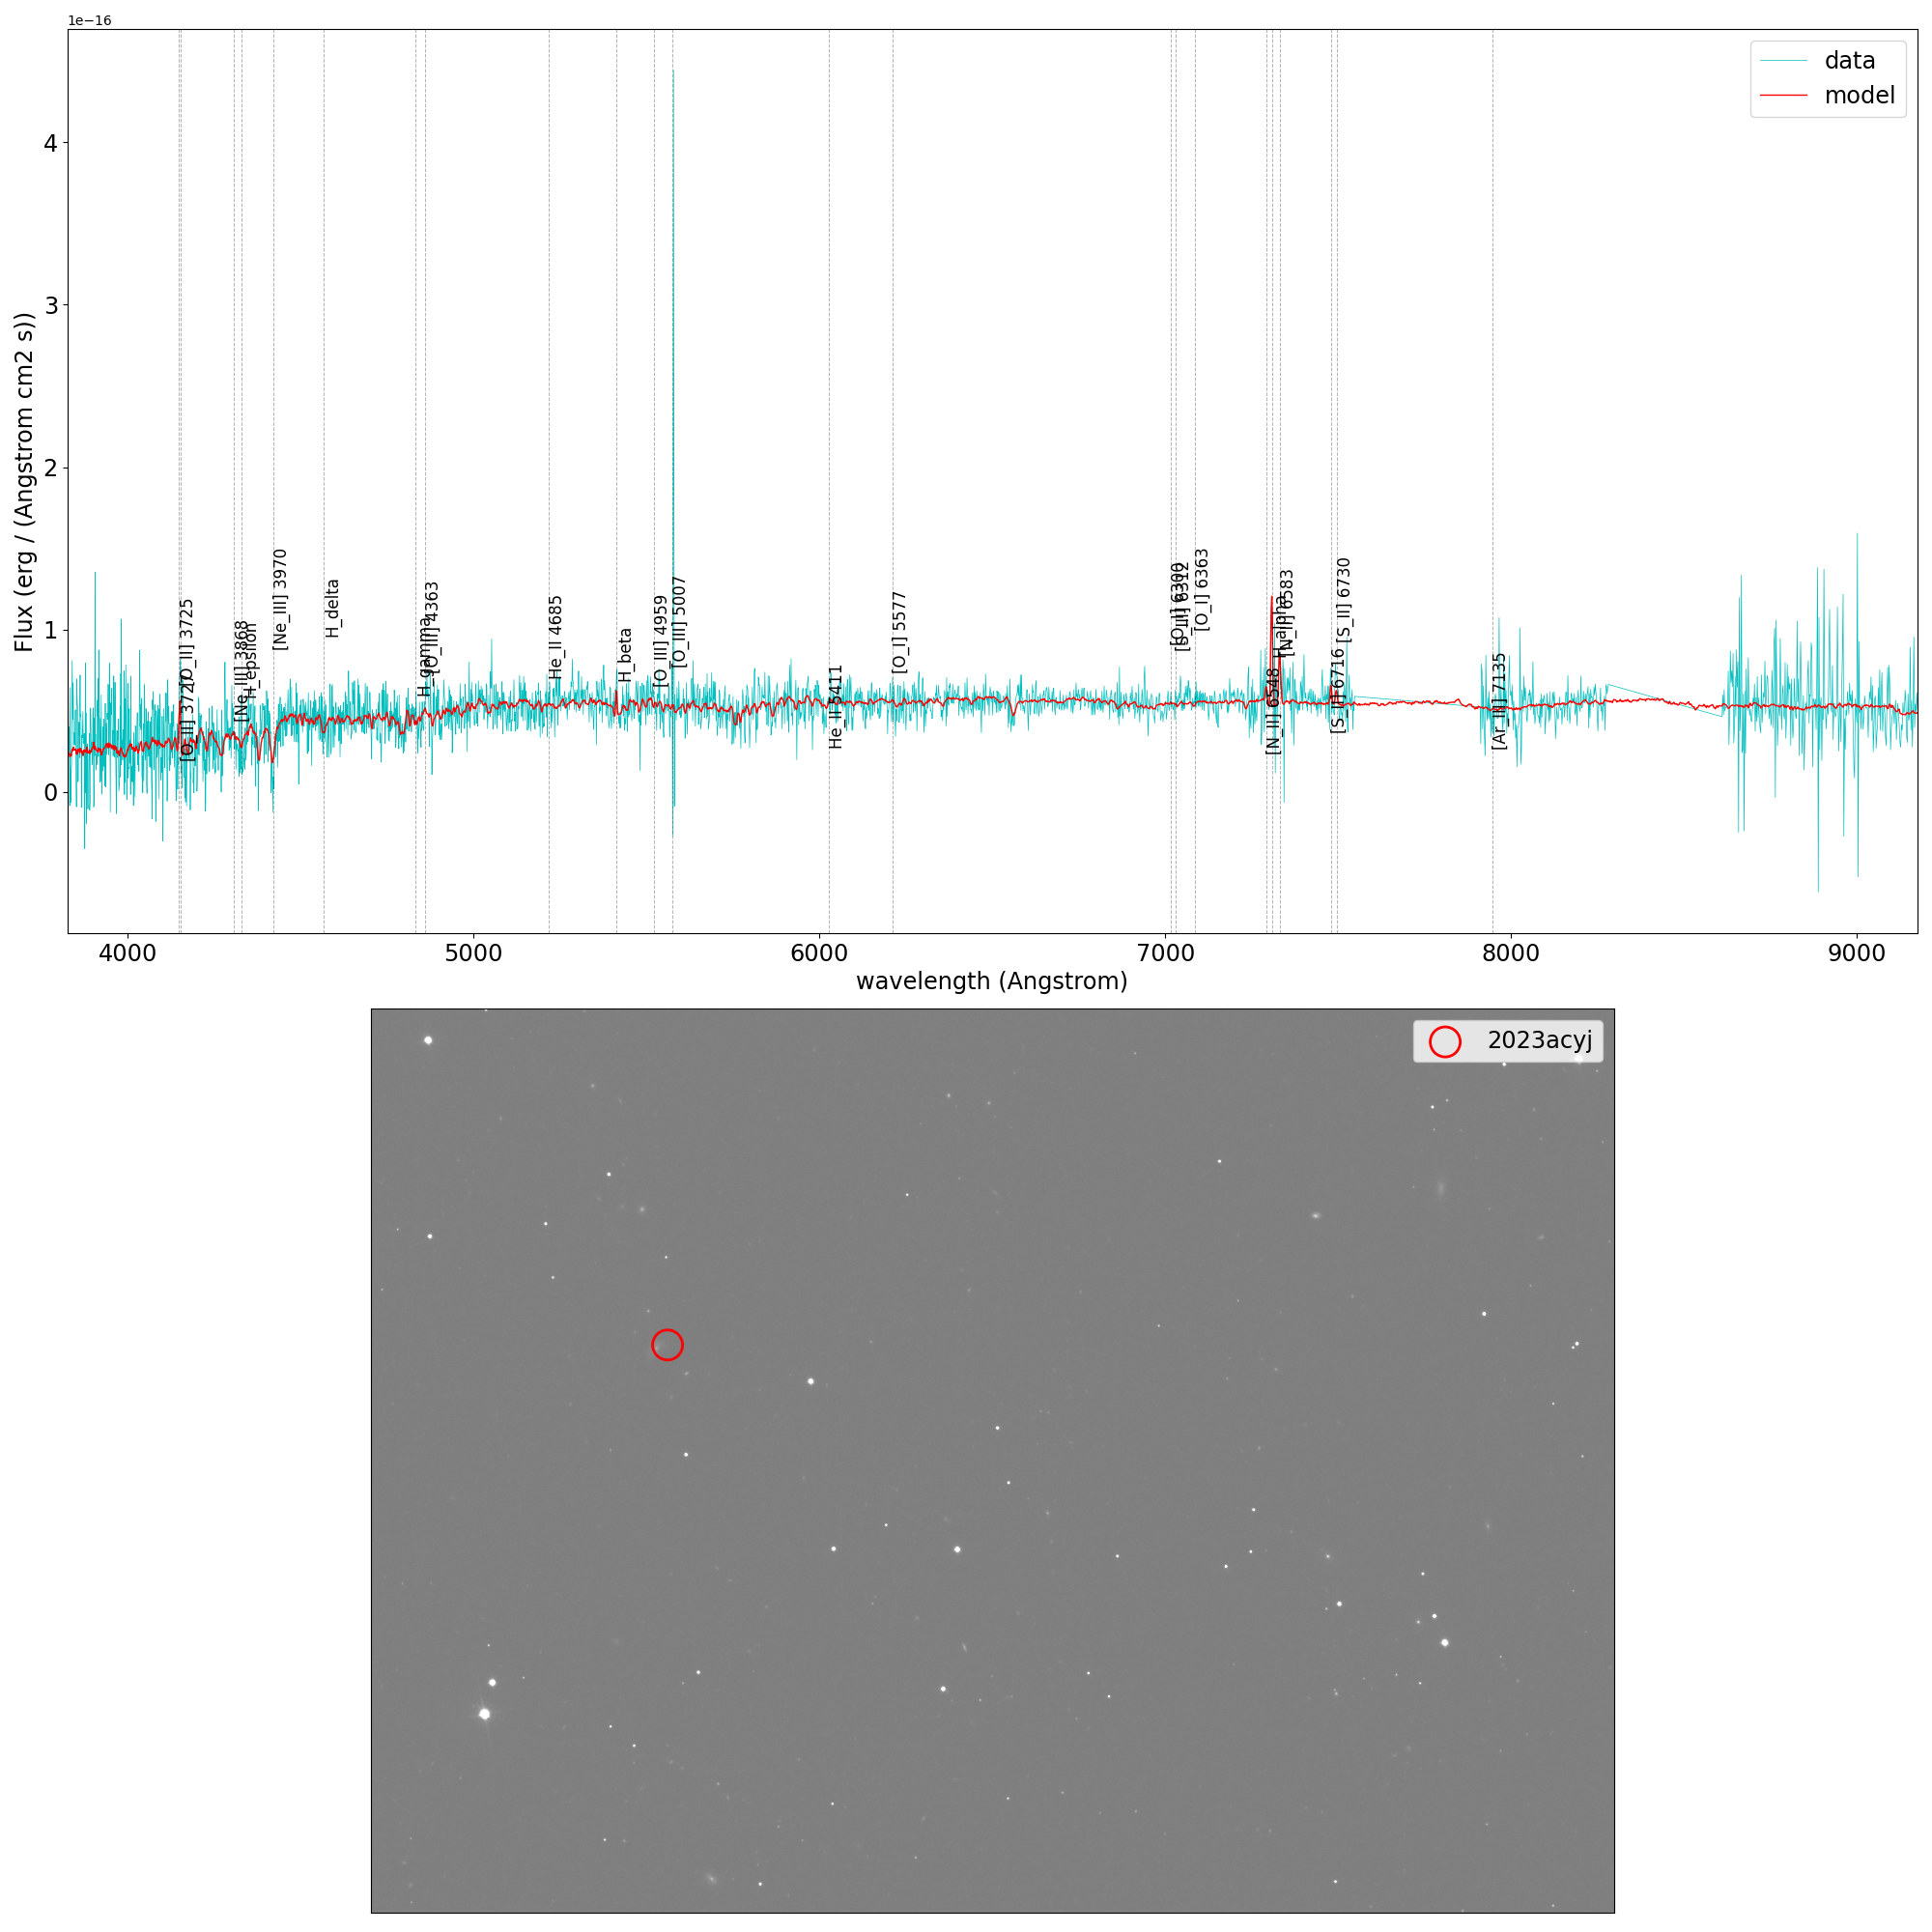 1e−16
data
model
4
3
2
1
0
Flux (erg / (Angstrom cm2 s))
[O_II] 3725
[O_II] 3727
[Ne_III] 3868
H_epsilon
[Ne_III] 3970
H_delta
H_gamma
[O_III] 4363
He_II 4685
H_beta
[O_III] 4959
[O_III] 5007
He_II 5411
[O_I] 5577
[O_I] 6300
[S_III] 6312
[O_I] 6363
[N_II] 6548
H_alpha
[N_II] 6583
[S_II] 6716
[S_II] 6730
[Ar_III] 7135
4000 5000 6000 7000 8000 9000
wavelength (Angstrom)
2023acyj